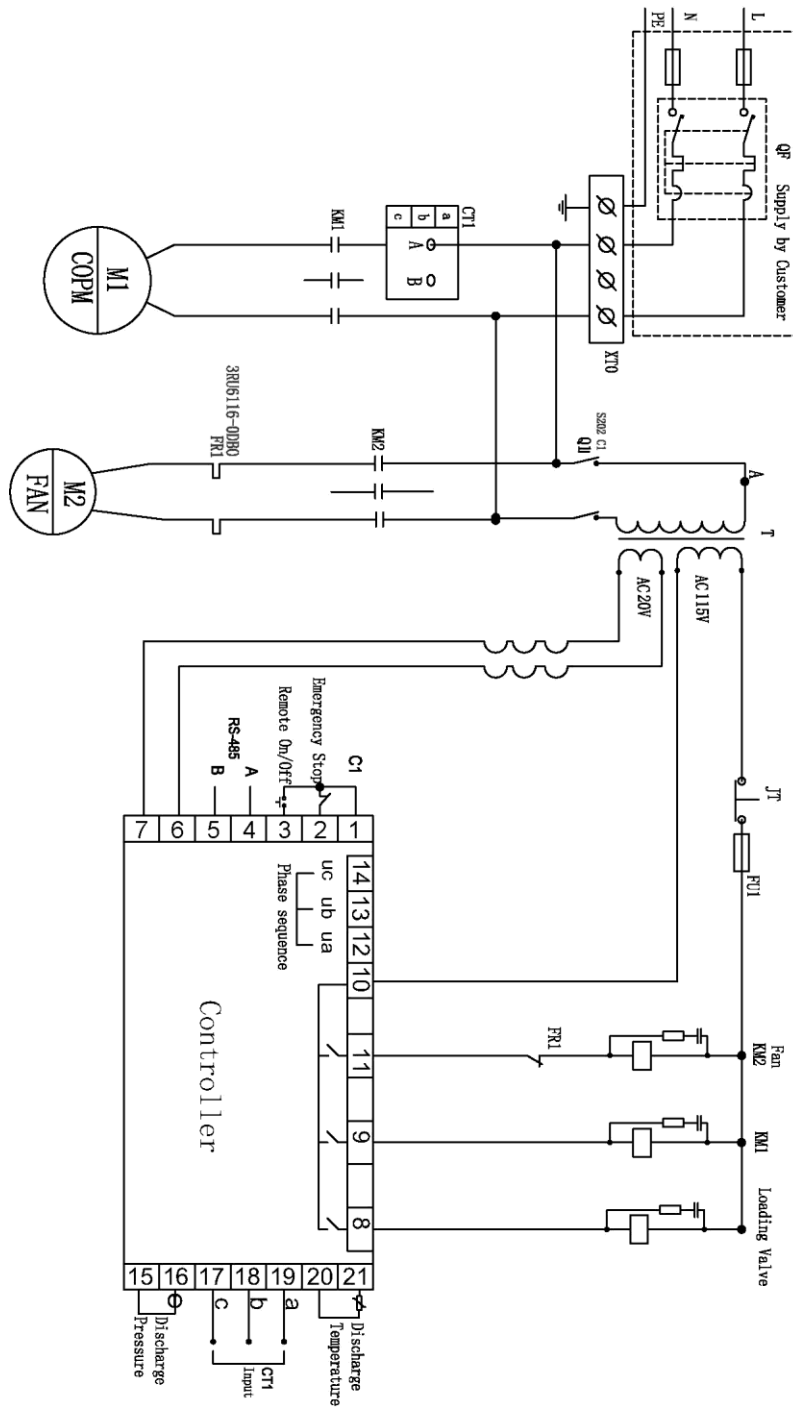 L
N
PE
QF
Supply by Customer
XT0
CT1
a
b
c
A
B
KM1
M1
COPM
S202 C1
Q11
KM2
3RU6116-0DB0
FR1
M2
FAN
A
T
AC115V
AC20V
JT
FU1
Fan
KM2
KM1
Loading Valve
FR1
Emergency Stop
Remote On/Off
C1
RS-485
A
B
1
2
3
4
5
6
7
14
13
12
10
11
9
8
uc ub ua
Phase sequence
Controller
15
16
17
18
19
20
21
c
b
a
Discharge
Pressure
CT1
Input
Discharge
Temperature